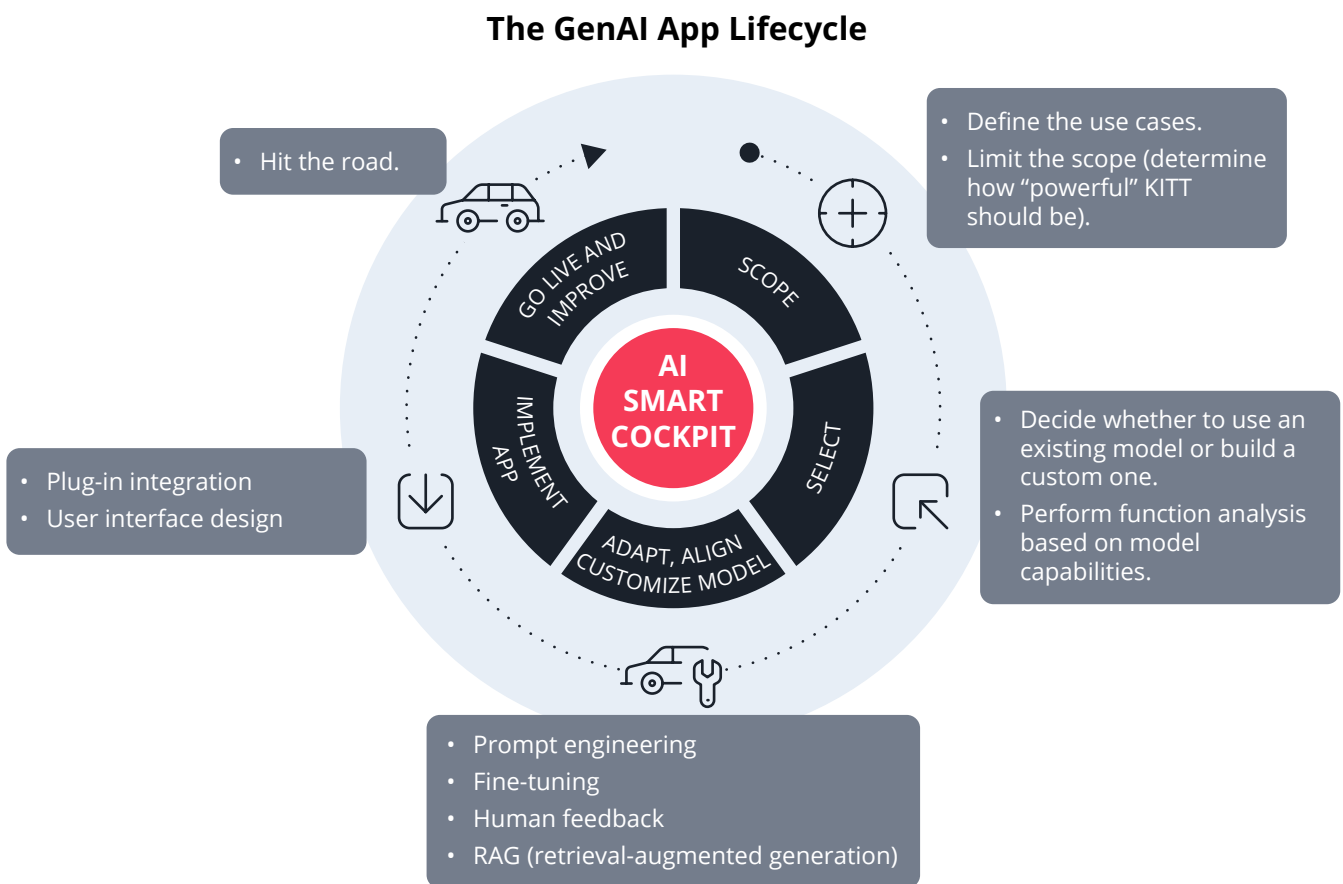 The GenAI App Lifecycle
• Define the use cases.
• Limit the scope (determine
how “powerful” KITT
should be).
SCOPE
• Decide whether to use an
existing model or build a
custom one.
• Perform function analysis
based on model
capabilities.
SELECT
ADAPT, ALIGN
CUSTOMIZE MODEL
• Prompt engineering
• Fine-tuning
• Human feedback
• RAG (retrieval-augmented generation)
IMPLEMENT
APP
• Plug-in integration
• User interface design
GO LIVE AND
IMPROVE
• Hit the road.
AI
SMART
COCKPIT